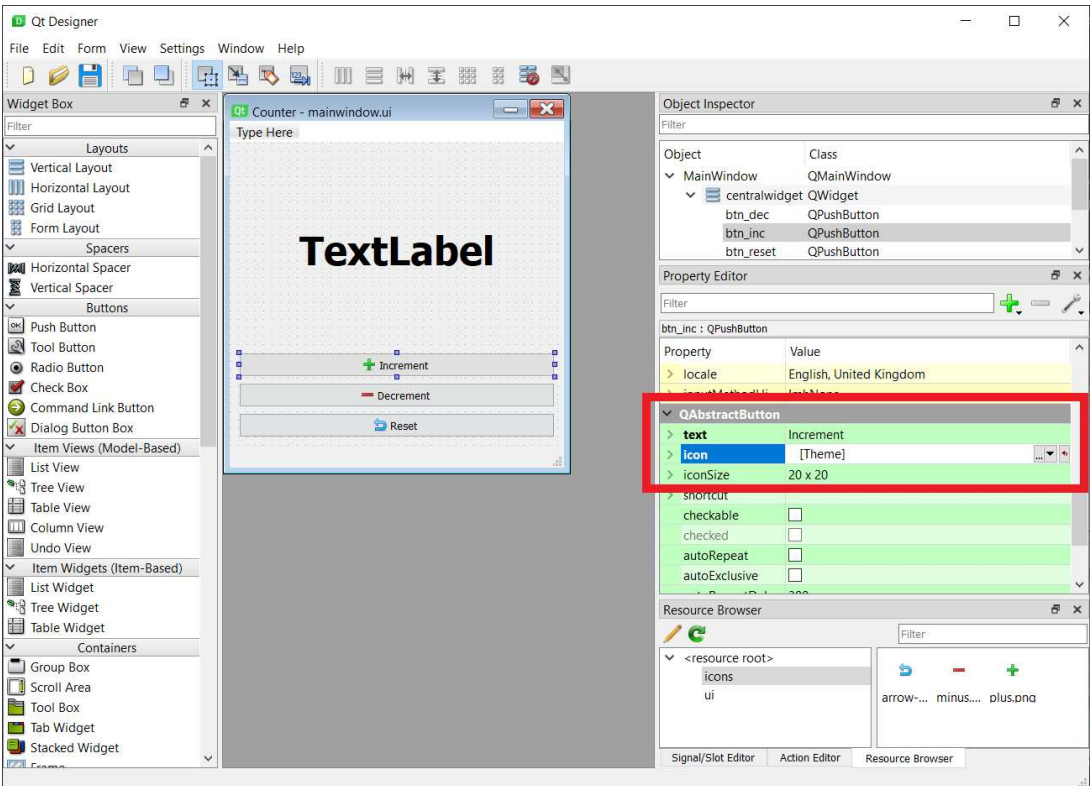 Qt Designer
File Edit Form View Settings Window Help
Widget Box
Filter
Layouts
Vertical Layout
Horizontal Layout
Grid Layout
Form Layout
Spacers
Horizontal Spacer
Vertical Spacer
Buttons
Push Button
Tool Button
Radio Button
Check Box
Command Link Button
Dialog Button Box
Item Views (Model-Based)
List View
Tree View
Table View
Column View
Undo View
Item Widgets (Item-Based)
List Widget
Tree Widget
Table Widget
Containers
Group Box
Scroll Area
Tool Box
Tab Widget
Stacked Widget
Frame
Counter - mainwindow.ui
Type Here
TextLabel
Increment
Decrement
Reset
Object Inspector
Filter
Object Class
MainWindow QMainWindow
centralwidget QWidget
btn_dec QPushButton
btn_inc QPushButton
btn_reset QPushButton
Property Editor
Filter
btn_inc : QPushButton
Property Value
locale English, United Kingdom
QAbstractButton
text Increment
icon [Theme]
iconSize 20 x 20
shortcut
checkable
checked
autoRepeat
autoExclusive
Resource Browser
Filter
<resource root>
icons
ui
arrow-... minus.... plus.png
Signal/Slot Editor Action Editor Resource Browser